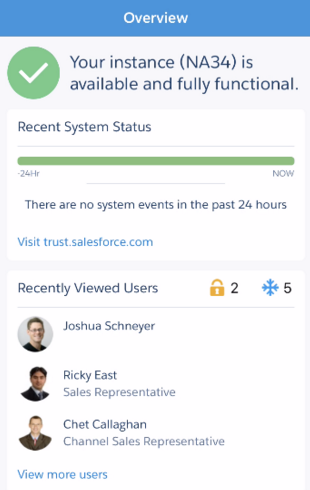 Overview
Your instance (NA34) is
available and fully functional.
Recent System Status
-24Hr NOW
There are no system events in the past 24 hours
Visit trust.salesforce.com
Recently Viewed Users 2 5
Joshua Schneyer
Ricky East
Sales Representative
Chet Callaghan
Channel Sales Representative
View more users